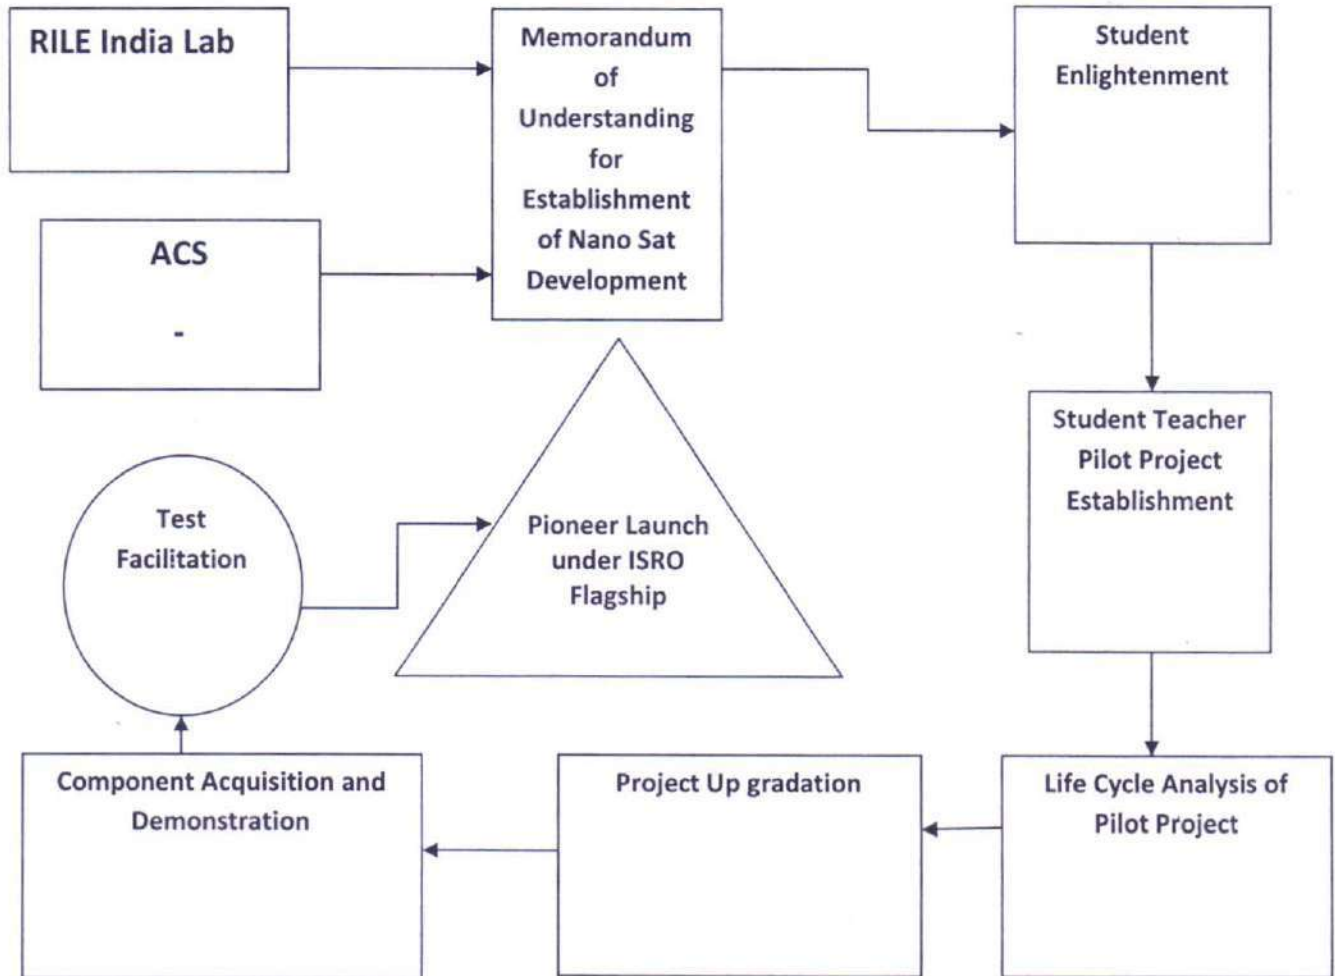 RILE India Lab
Memorandum
of
Understanding
for
Establishment
of Nano Sat
Development
Student
Enlightenment
ACS
-
Student Teacher
Pilot Project
Establishment
Test
Facilitation
Pioneer Launch
under ISRO
Flagship
Component Acquisition and
Demonstration
Project Up gradation
Life Cycle Analysis of
Pilot Project